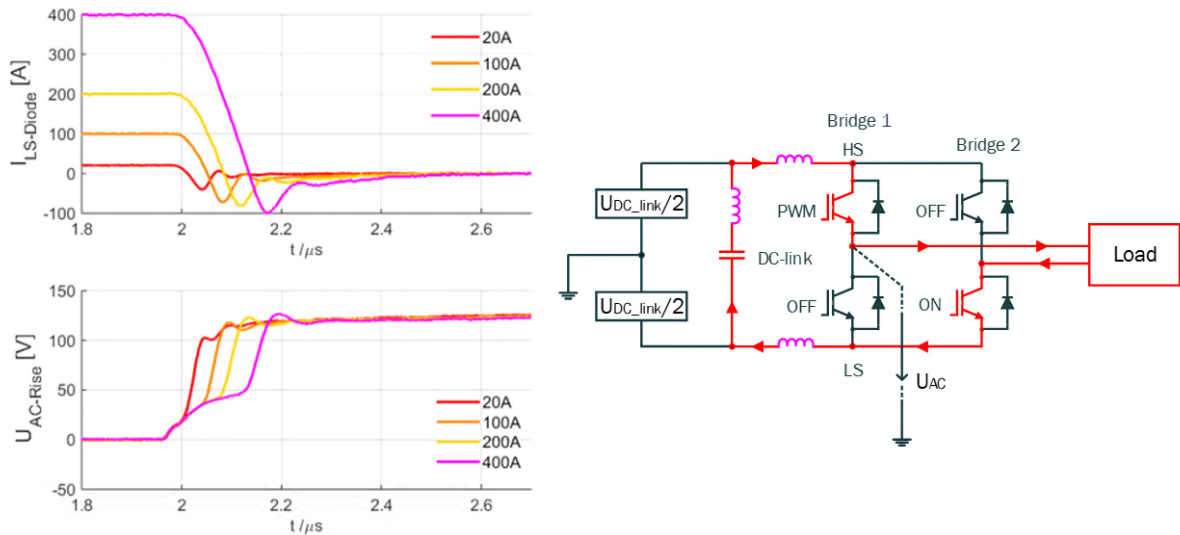 400
300
200
100
0
-100
I_LS-Diode [A]
20A
100A
200A
400A
1.8
2
2.2
2.4
2.6
t /µs
150
100
50
0
-50
U_AC-Rise [V]
20A
100A
200A
400A
1.8
2
2.2
2.4
2.6
t /µs
Bridge 1
HS
Bridge 2
UDC_link/2
PWM
OFF
DC-link
Load
UDC_link/2
OFF
ON
LS
UAC